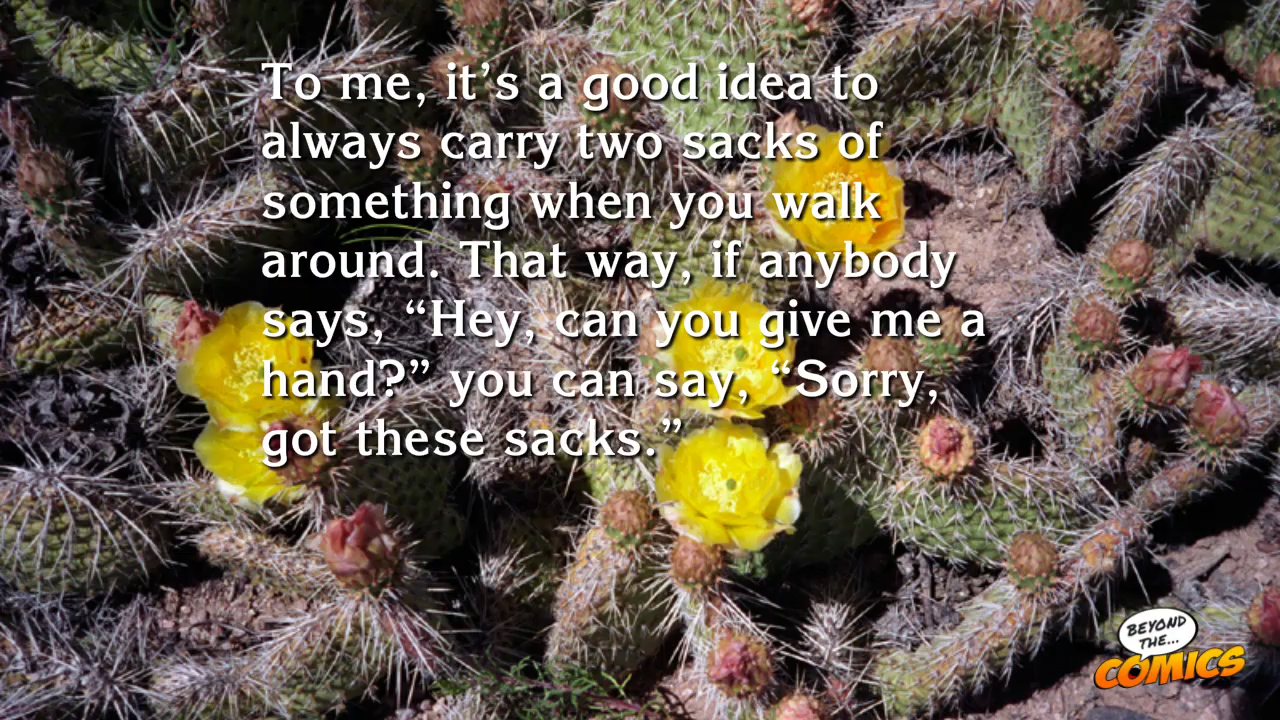 To me, it’s a good idea to
always carry two sacks of
something when you walk
around. That way, if anybody
says, “Hey, can you give me a
hand?” you can say, “Sorry,
got these sacks.”
BEYOND
THE...
COMICS